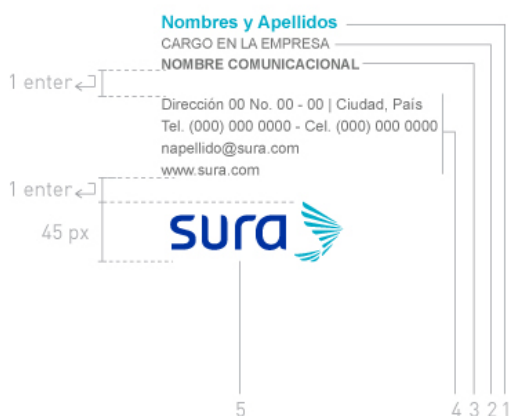 Nombres y Apellidos
CARGO EN LA EMPRESA
NOMBRE COMUNICACIONAL
1 enter
Dirección 00 No. 00 - 00 | Ciudad, País
Tel. (000) 000 0000 - Cel. (000) 000 0000
napellido@sura.com
www.sura.com
1 enter
45 px
sura
5 4 3 2 1